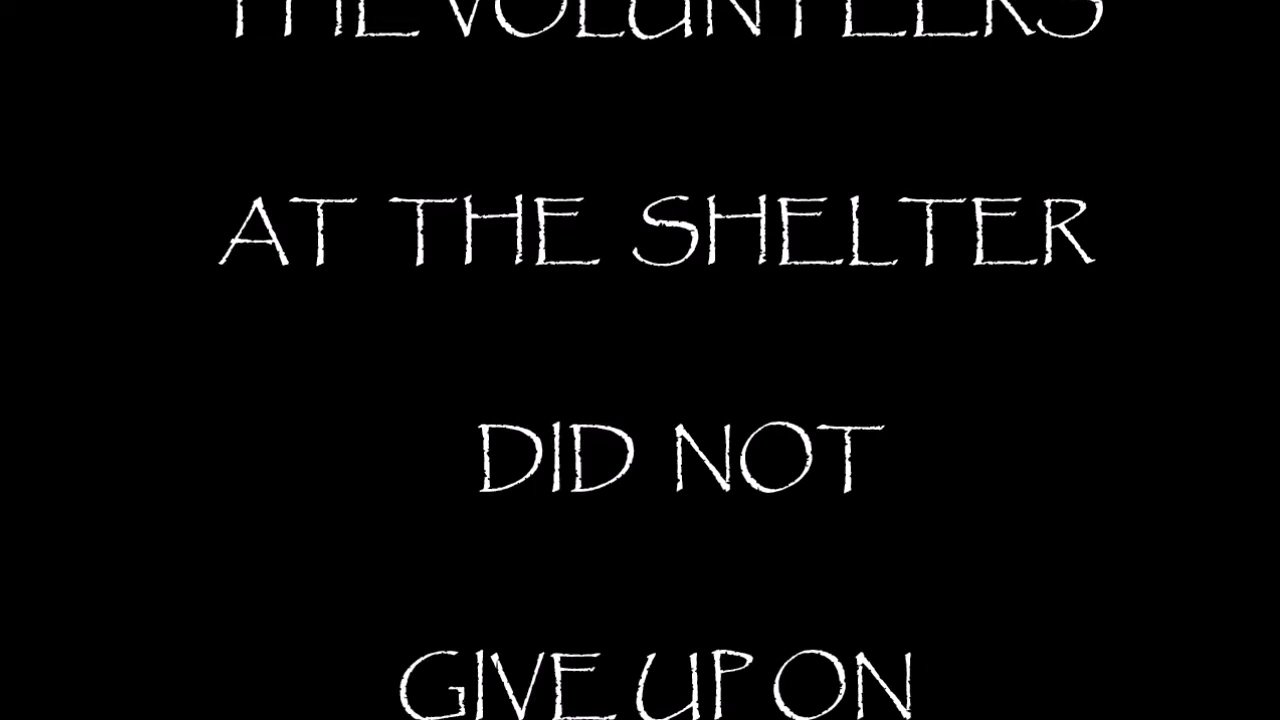 THE VOLUNTEERS
AT THE SHELTER
DID NOT
GIVE UP ON